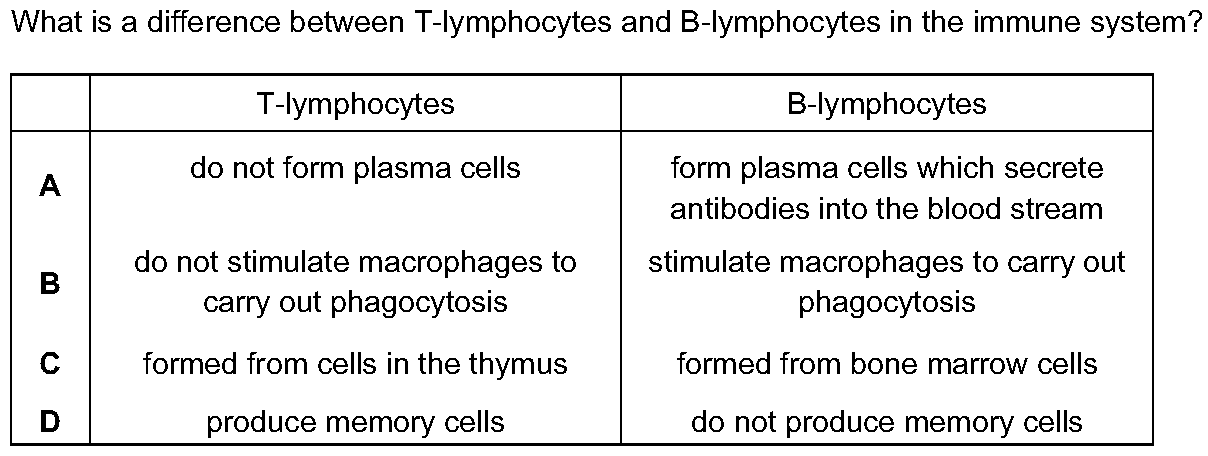 What is a difference between T-lymphocytes and B-lymphocytes in the immune system?
T-lymphocytes B-lymphocytes
A do not form plasma cells form plasma cells which secrete
antibodies into the blood stream
B do not stimulate macrophages to stimulate macrophages to carry out
carry out phagocytosis phagocytosis
C formed from cells in the thymus formed from bone marrow cells
D produce memory cells do not produce memory cells